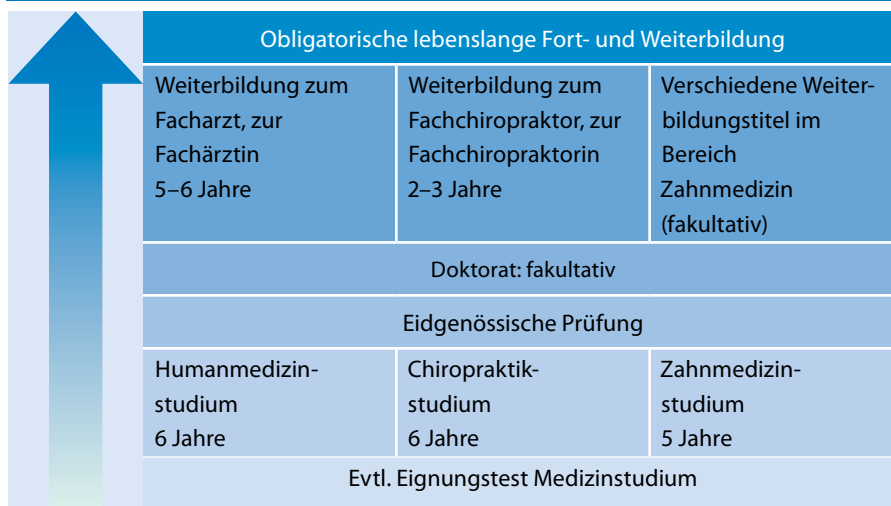 Obligatorische lebenslange Fort- und Weiterbildung
Weiterbildung zum
Facharzt, zur
Fachärztin
5–6 Jahre
Weiterbildung zum
Fachchiropraktor, zur
Fachchiropraktorin
2–3 Jahre
Verschiedene Weiter-
bildungstitel im
Bereich
Zahnmedizin
(fakultativ)
Doktorat: fakultativ
Eidgenössische Prüfung
Humanmedizin-
studium
6 Jahre
Chiropraktik-
studium
6 Jahre
Zahnmedizin-
studium
5 Jahre
Evtl. Eignungstest Medizinstudium